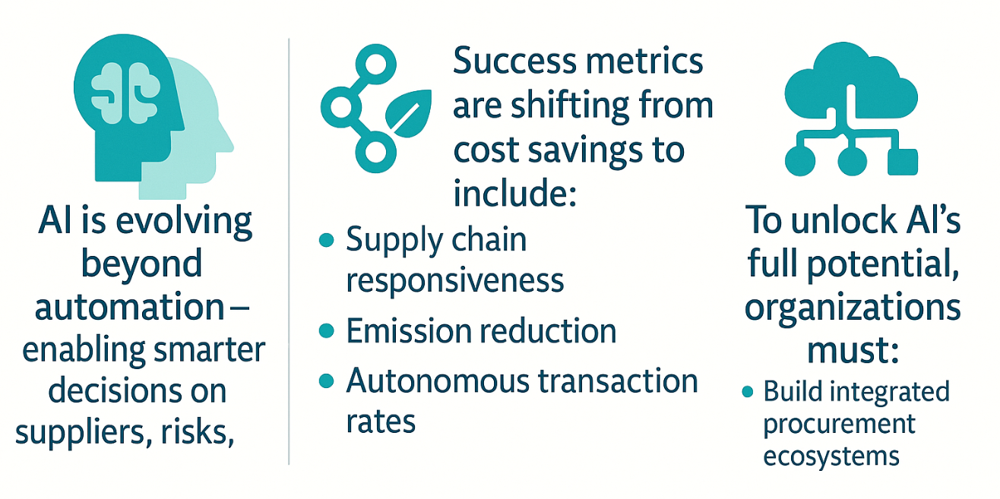 AI is evolving
beyond
automation–
enabling smarter
decisions on
suppliers, risks,
Success metrics
are shifting from
cost savings to
include:
• Supply chain
responsiveness
• Emission reduction
• Autonomous transaction
rates
To unlock AI’s
full potential,
organizations
must:
• Build integrated
procurement
ecosystems